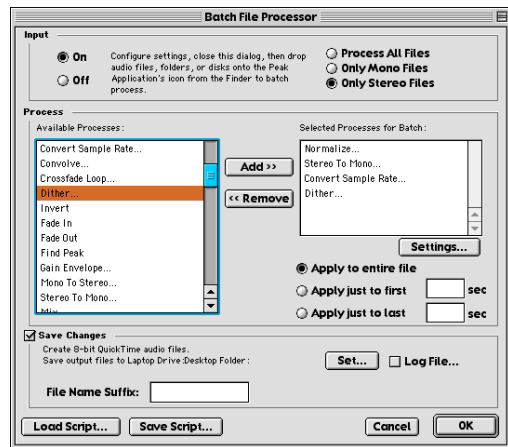 Batch File Processor
Input
On
Off
Configure settings, close this dialog, then drop
audio files, folders, or disks onto the Peak
Application's icon from the Finder to batch
process.
Process All Files
Only Mono Files
Only Stereo Files
Process
Available Processes:
Convert Sample Rate...
Convolve...
Crossfade Loop...
Dither...
Invert
Fade In
Fade Out
Find Peak
Gain Envelope...
Mono To Stereo...
Stereo To Mono...
Add >>
<< Remove
Selected Processes for Batch:
Normalize...
Stereo To Mono...
Convert Sample Rate...
Dither...
Settings...
Apply to entire file
Apply just to first sec
Apply just to last sec
Save Changes
Create 8-bit QuickTime audio files.
Save output files to Laptop Drive:Desktop Folder:
Set... Log File...
File Name Suffix:
Load Script... Save Script... Cancel OK